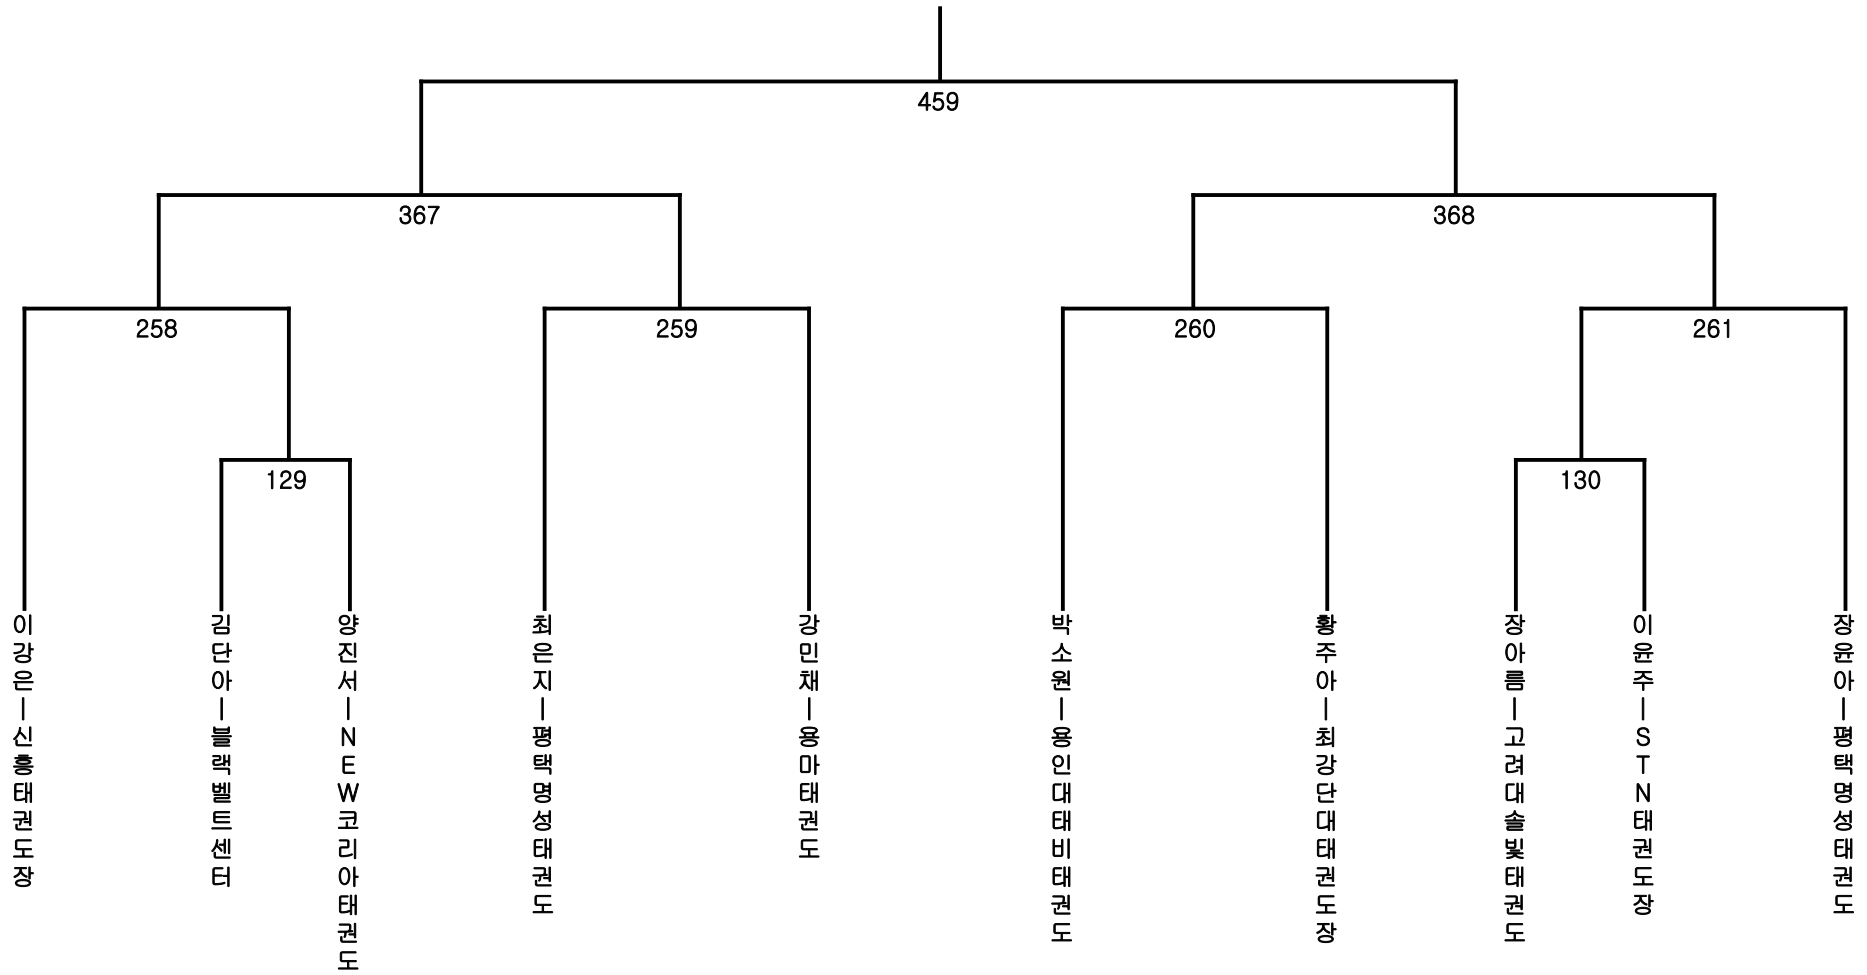 459
367
368
258
259
260
261
129
130
이강은-신흥태권도장
김단아-블랙벨트센터
양진서-NEW코리아태권도
최은지-평택명성태권도
강민채-용마태권도
박소원-용인대태비태권도
황주아-최강단대태권도장
장아름-고려대솔빛태권도
이윤주-STN태권도장
장윤아-평택명성태권도